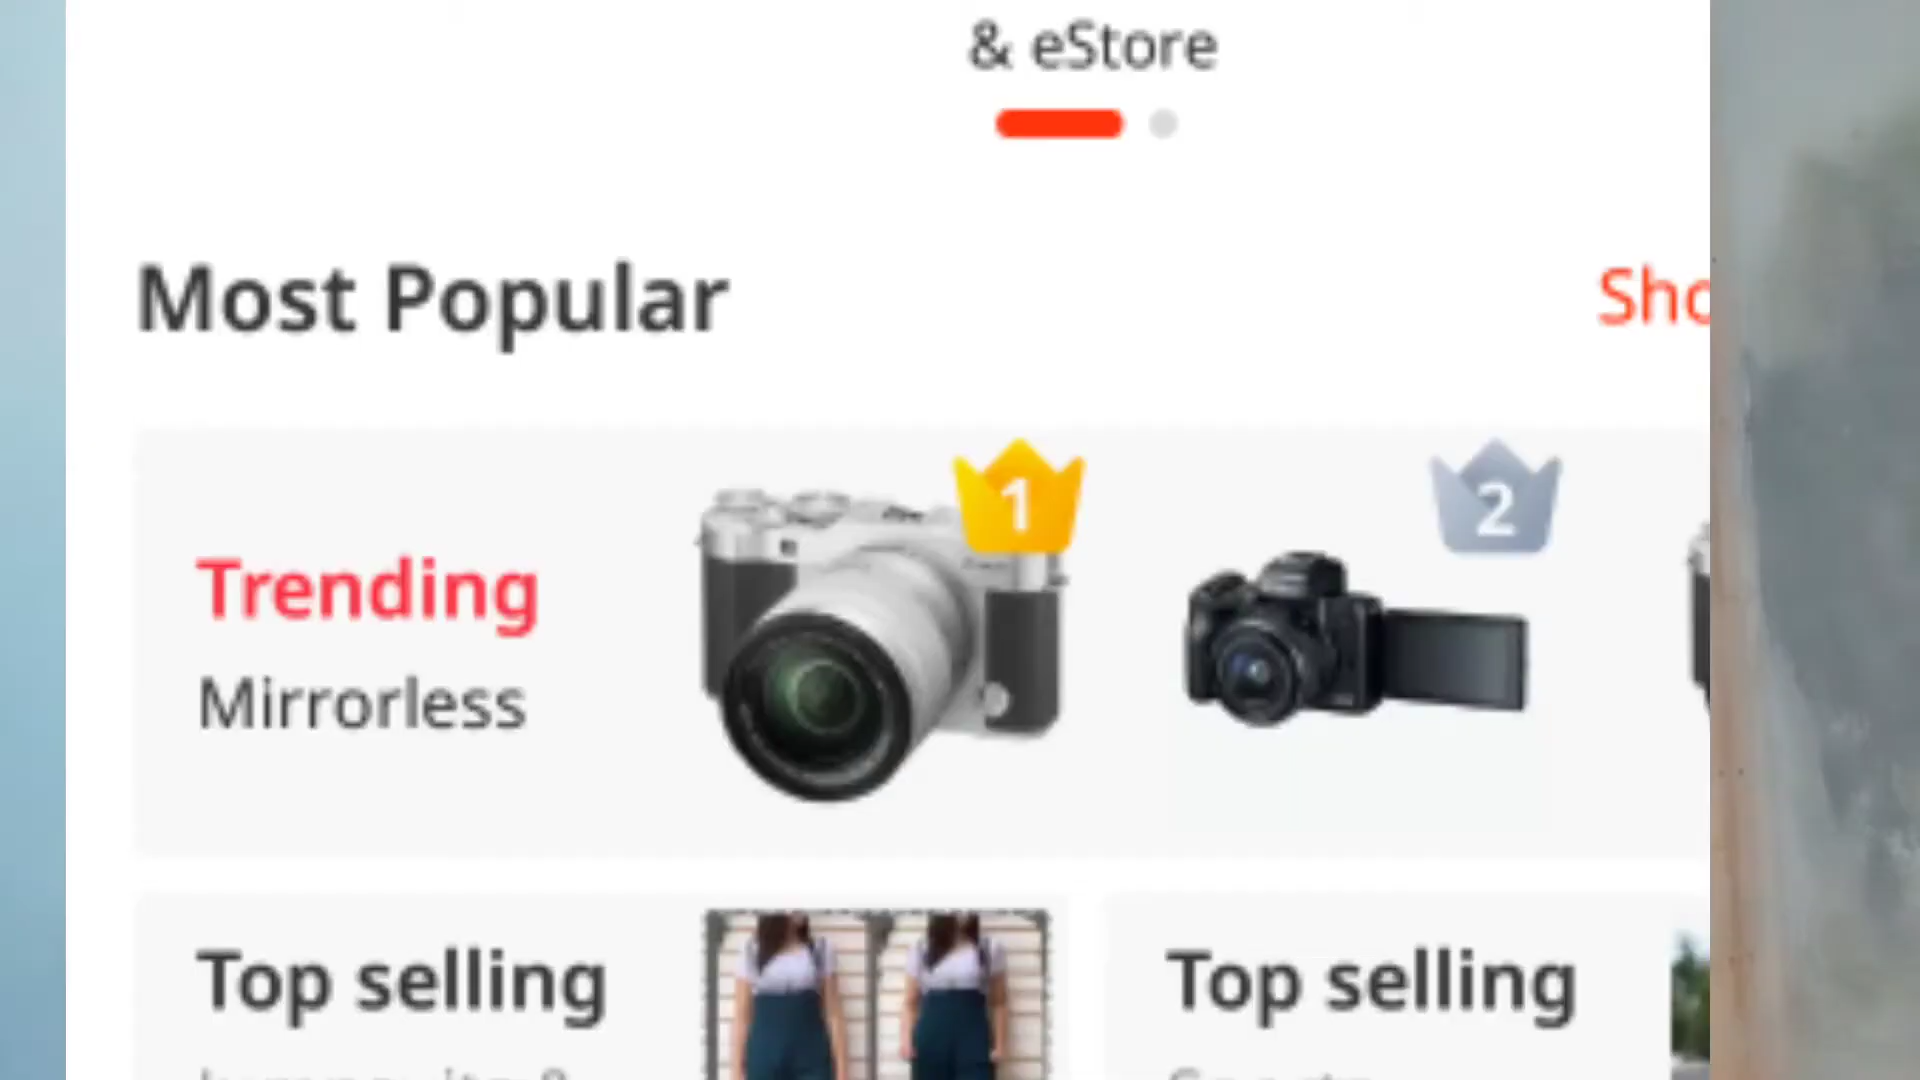 & eStore
Most Popular
1
2
Trending
Mirrorless
Top selling
Top selling